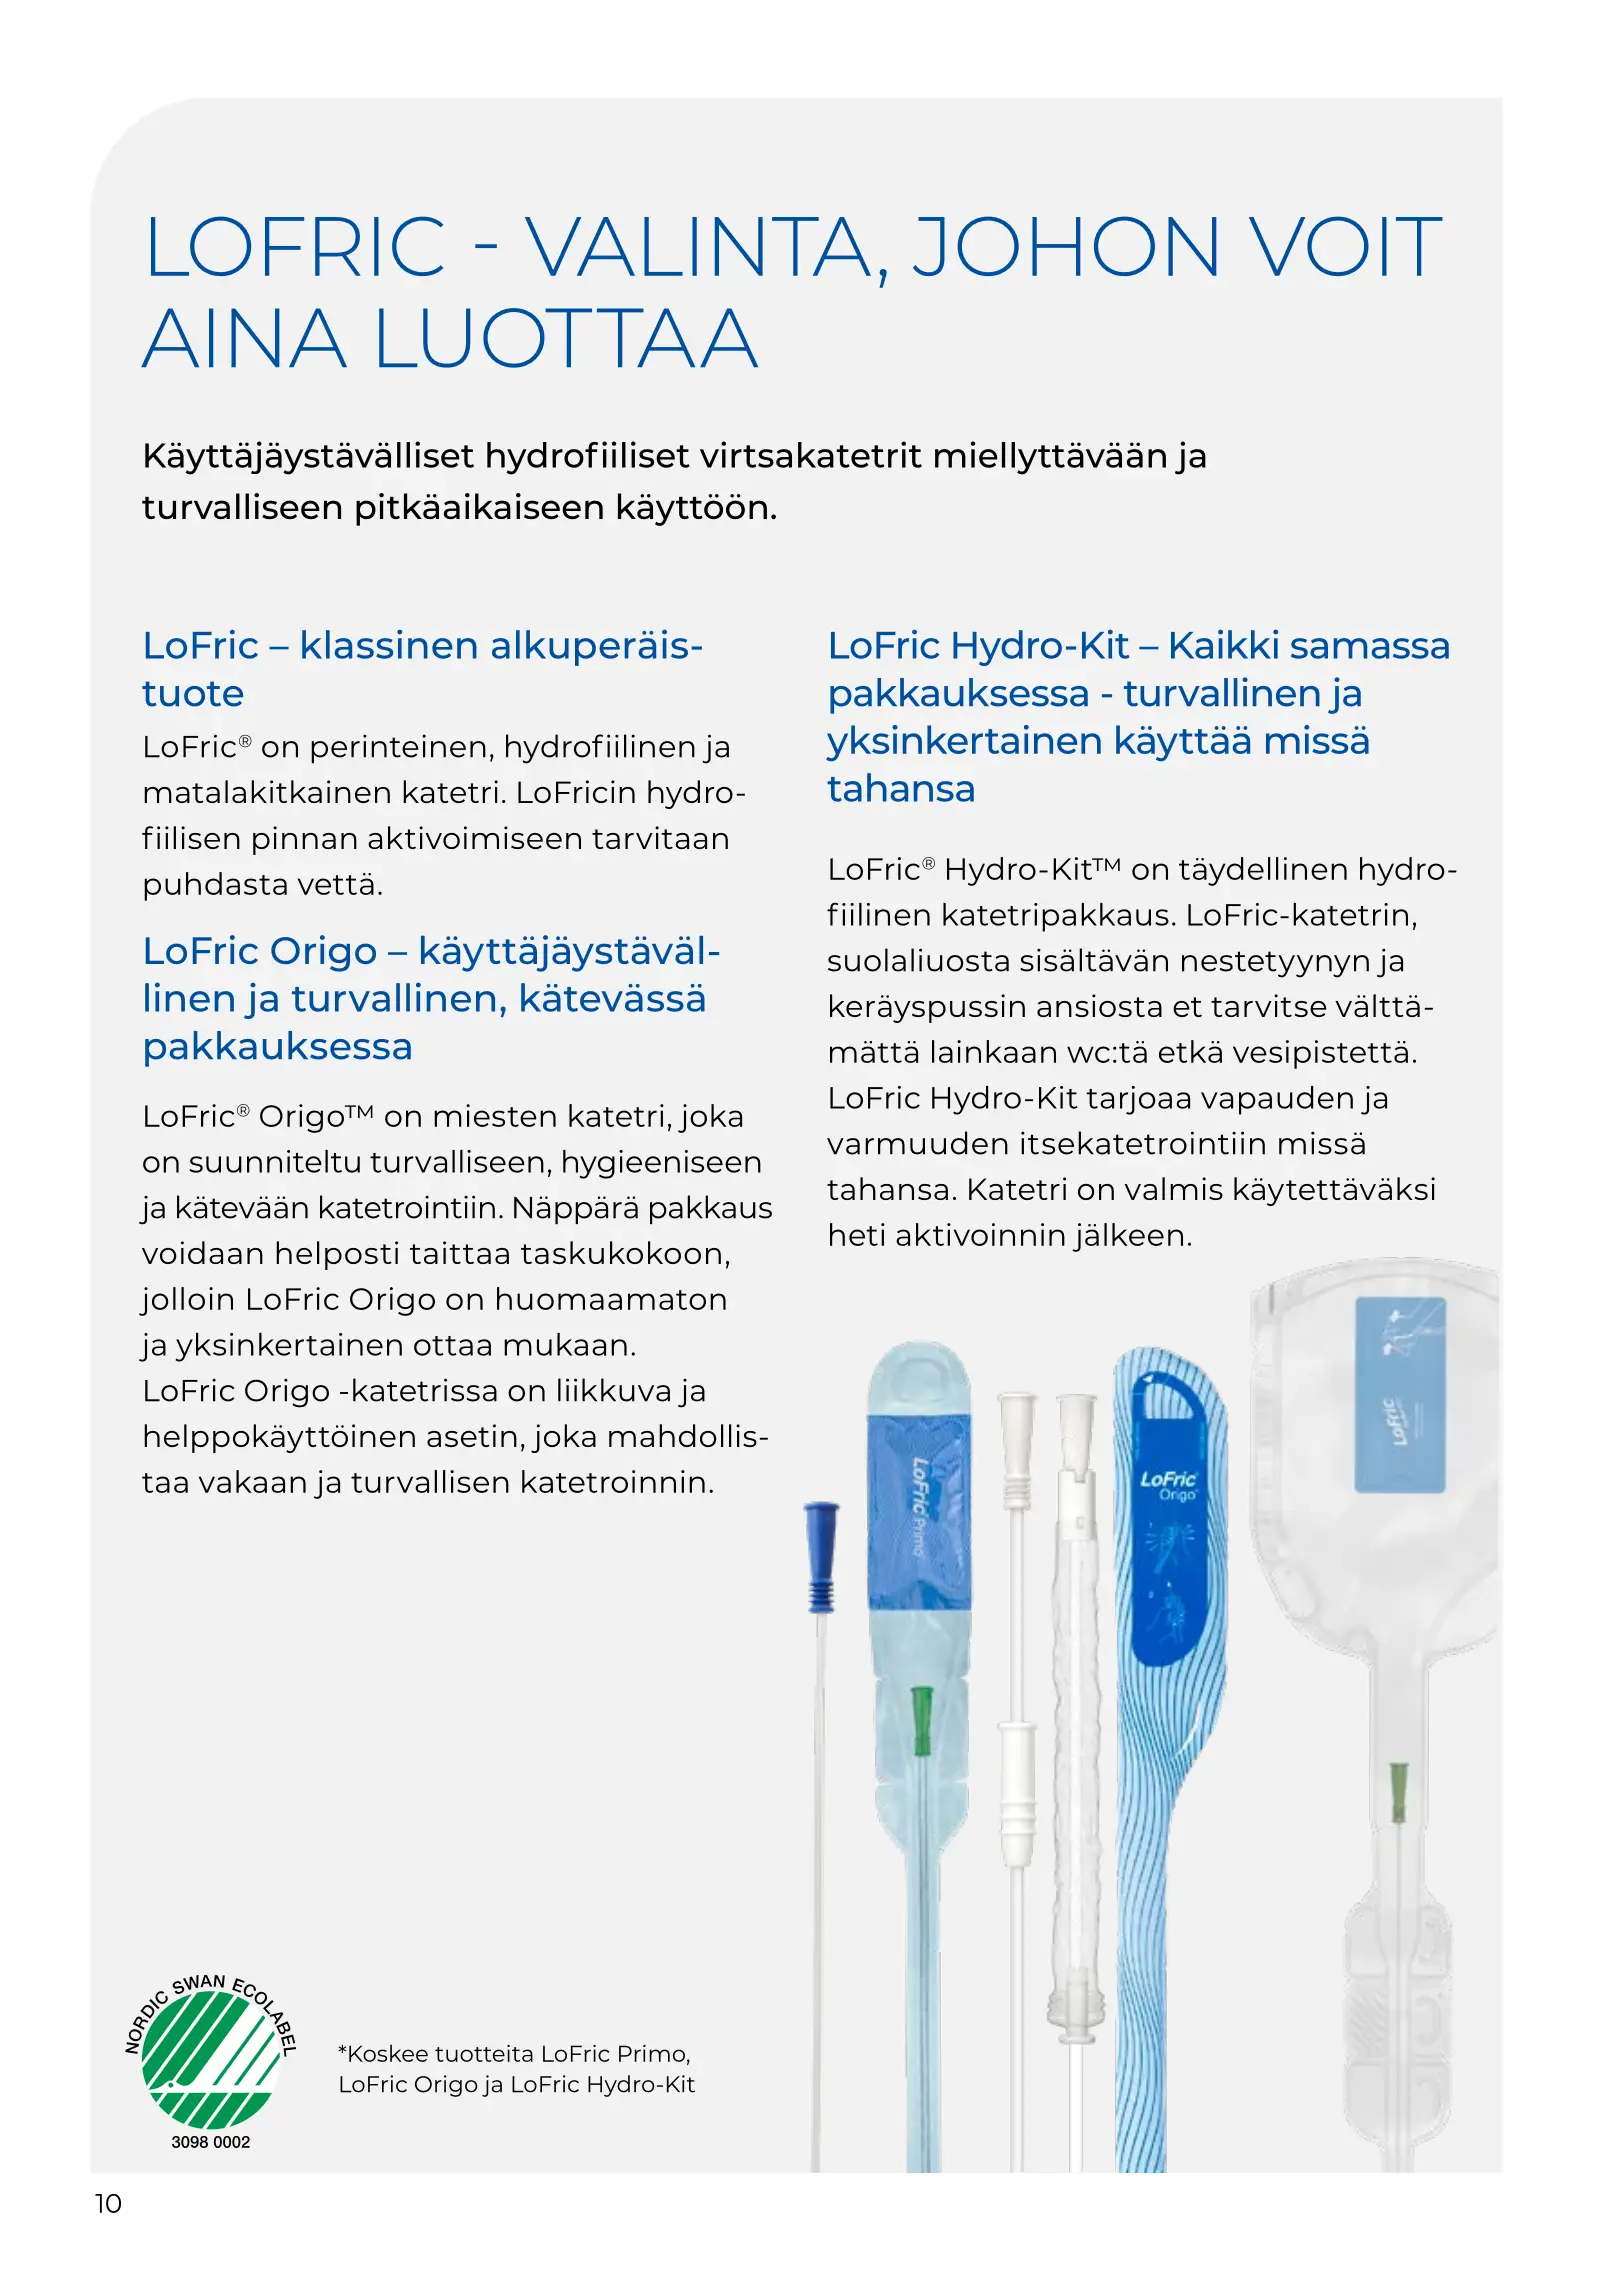 LOFRIC - VALINTA, JOHON VOIT
AINA LUOTTAA
Käyttäjäystävälliset hydrofiiliset virtsakatetrit miellyttävään ja
turvalliseen pitkäaikaiseen käyttöön.
LoFric – klassinen alkuperäis-
tuote
LoFric® on perinteinen, hydrofiilinen ja
matalakitkainen katetri. LoFricin hydro-
fiilisen pinnan aktivoimiseen tarvitaan
puhdasta vettä.
LoFric Origo – käyttäjäystäväl-
linen ja turvallinen, kätevässä
pakkauksessa
LoFric® Origo™ on miesten katetri, joka
on suunniteltu turvalliseen, hygieeniseen
ja kätevään katetrointiin. Näppärä pakkaus
voidaan helposti taittaa taskukokoon,
jolloin LoFric Origo on huomaamaton
ja yksinkertainen ottaa mukaan.
LoFric Origo -katetrissa on liikkuva ja
helppokäyttöinen asetin, joka mahdollis-
taa vakaan ja turvallisen katetroinnin.
LoFric Hydro-Kit – Kaikki samassa
pakkauksessa - turvallinen ja
yksinkertainen käyttää missä
tahansa
LoFric® Hydro-Kit™ on täydellinen hydro-
fiilinen katetripakkaus. LoFric-katetrin,
suolaliuosta sisältävän nestetyynyn ja
keräyspussin ansiosta et tarvitse välttä-
mättä lainkaan wc:tä etkä vesipistettä.
LoFric Hydro-Kit tarjoaa vapauden ja
varmuuden itsekatetrointiin missä
tahansa. Katetri on valmis käytettäväksi
heti aktivoinnin jälkeen.
LoFric Primo
LoFric
Origo
LoFric
NORDIC SWAN ECOLABEL
3098 0002
*Koskee tuotteita LoFric Primo,
LoFric Origo ja LoFric Hydro-Kit
10